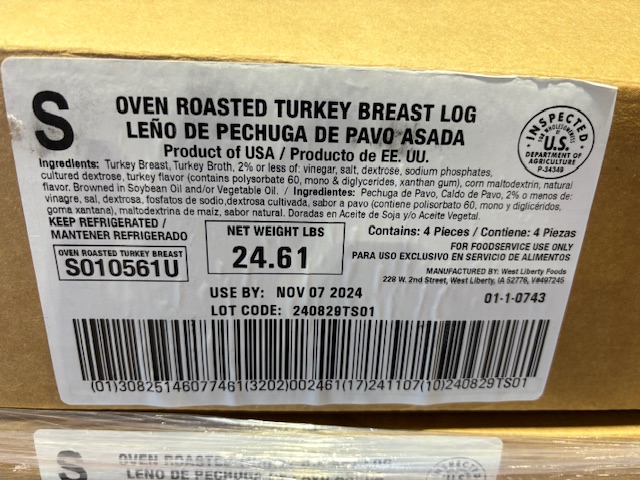 S
OVEN ROASTED TURKEY BREAST LOG
LEÑO DE PECHUGA DE PAVO ASADA
Product of USA / Producto de EE. UU.
INSPECTED
FOR WHOLESOMENESS BY
U.S.
DEPARTMENT OF
AGRICULTURE
P-34349
Ingredients: Turkey Breast, Turkey Broth, 2% or less of: vinegar, salt, dextrose, sodium phosphates,
cultured dextrose, turkey flavor (contains polysorbate 60, mono & diglycerides, xanthan gum), corn maltodextrin, natural
flavor. Browned in Soybean Oil and/or Vegetable Oil. / Ingredientes: Pechuga de Pavo, Caldo de Pavo, 2% o menos de:
vinagre, sal, dextrosa, fosfatos de sodio,dextrosa cultivada, sabor a pavo (contiene polisorbato 60, mono y diglicéridos,
goma xantana), maltodextrina de maiz, sabor natural. Doradas en Aceite de Soja y/o Aceite Vegetal.
KEEP REFRIGERATED /
MANTENER REFRIGERADO
OVEN ROASTED TURKEY BREAST
S010561U
NET WEIGHT LBS
24.61
Contains: 4 Pieces / Contiene: 4 Piezas
FOR FOODSERVICE USE ONLY
PARA USO EXCLUSIVO EN SERVICIO DE ALIMENTOS
MANUFACTURED BY: West Liberty Foods
228 W. 2nd Street, West Liberty, IA 52776, V#497245
USE BY: NOV 07 2024
01-1-0743
LOT CODE: 240829TS01
(01)30825146077461(3202)002461(17)241107(10)240829TS01
S
OVEN ROASTED TURKEY BREAST LOG